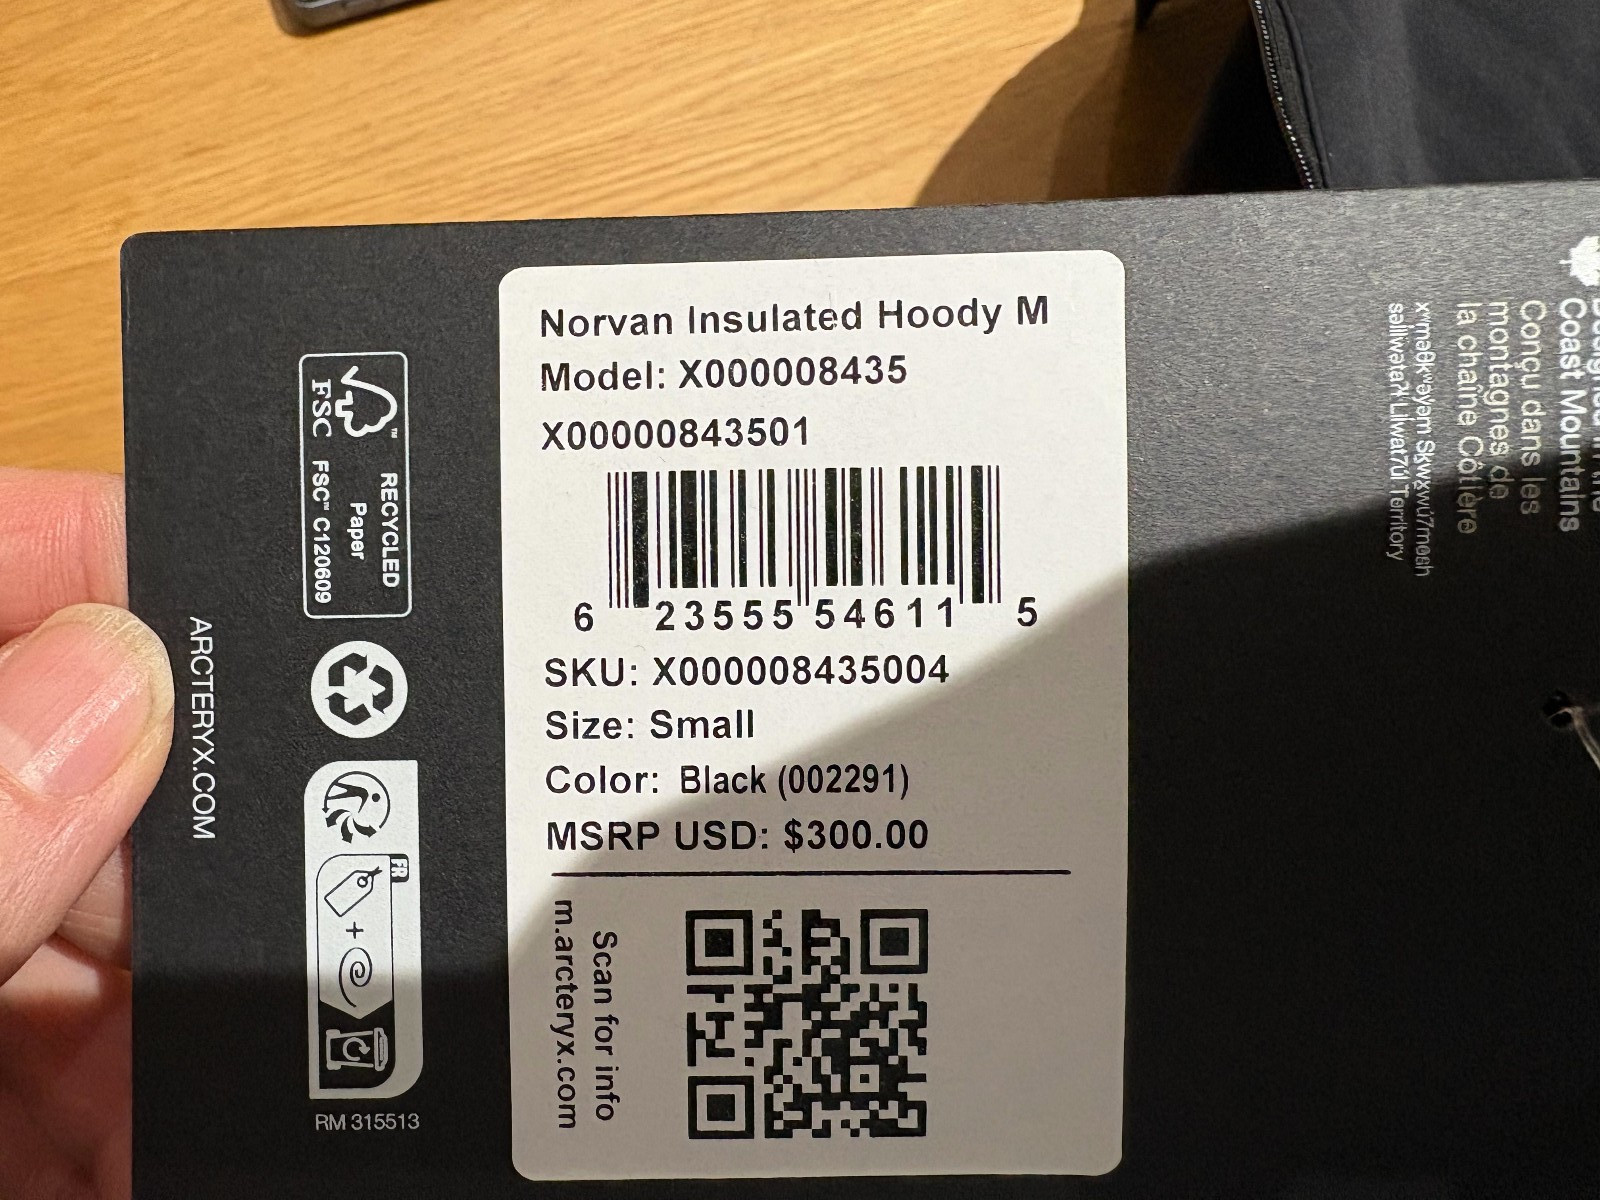 Norvan Insulated Hoody M
Model: X000008435
X00000843501
6 23555 54611 5
SKU: X000008435004
Size: Small
Color: Black (002291)
MSRP USD: $300.00
Scan for info
m.arcteryx.com
RECYCLED
Paper
FSC™ C120609
FSC
ARCTERYX.COM
FR
+
RM 315513
Coast Mountains
Conçu dans les
montagnes de
la chaîne Côtière
Territory